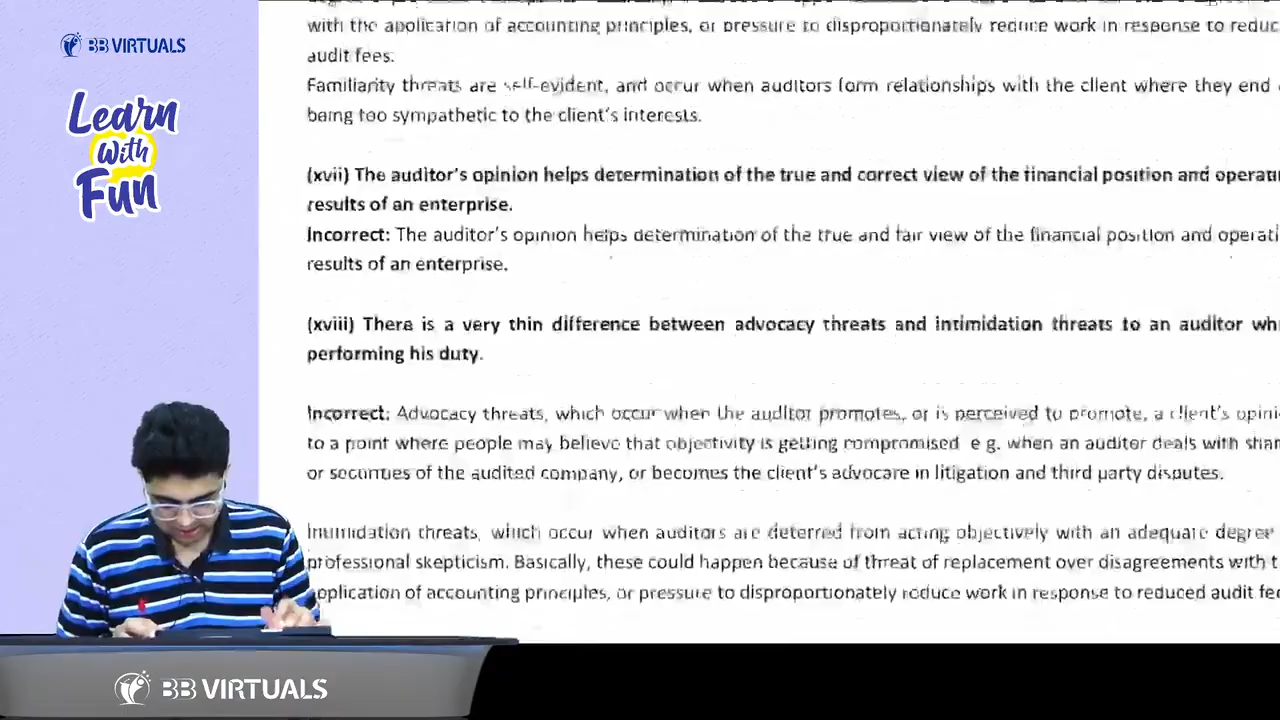 BB VIRTUALS
Learn
With
Fun
with the application of accounting principles, or pressure to disproportionately reduce work in response to reduc
audit fees.
Familiarity threats are self-evident, and occur when auditors form relationships with the client where they end
being too sympathetic to the client's interests.
(xvii) The auditor's opinion helps determination of the true and correct view of the financial position and operati
results of an enterprise.
Incorrect: The auditor's opinion helps determination of the true and fair view of the financial position and operati
results of an enterprise.
(xviii) There is a very thin difference between advocacy threats and intimidation threats to an auditor whi
performing his duty.
Incorrect: Advocacy threats, which occur when the auditor promotes, or is perceived to promote, a client's opini
to a point where people may believe that objectivity is getting compromised e g. when an auditor deals with shar
or securities of the audited company, or becomes the client's advocate in litigation and third party disputes.
Intimidation threats, which occur when auditors are deterred from acting objectively with an adequate degree
professional skepticism. Basically, these could happen because of threat of replacement over disagreements with t
application of accounting principles, or pressure to disproportionately reduce work in response to reduced audit fee
BB VIRTUALS